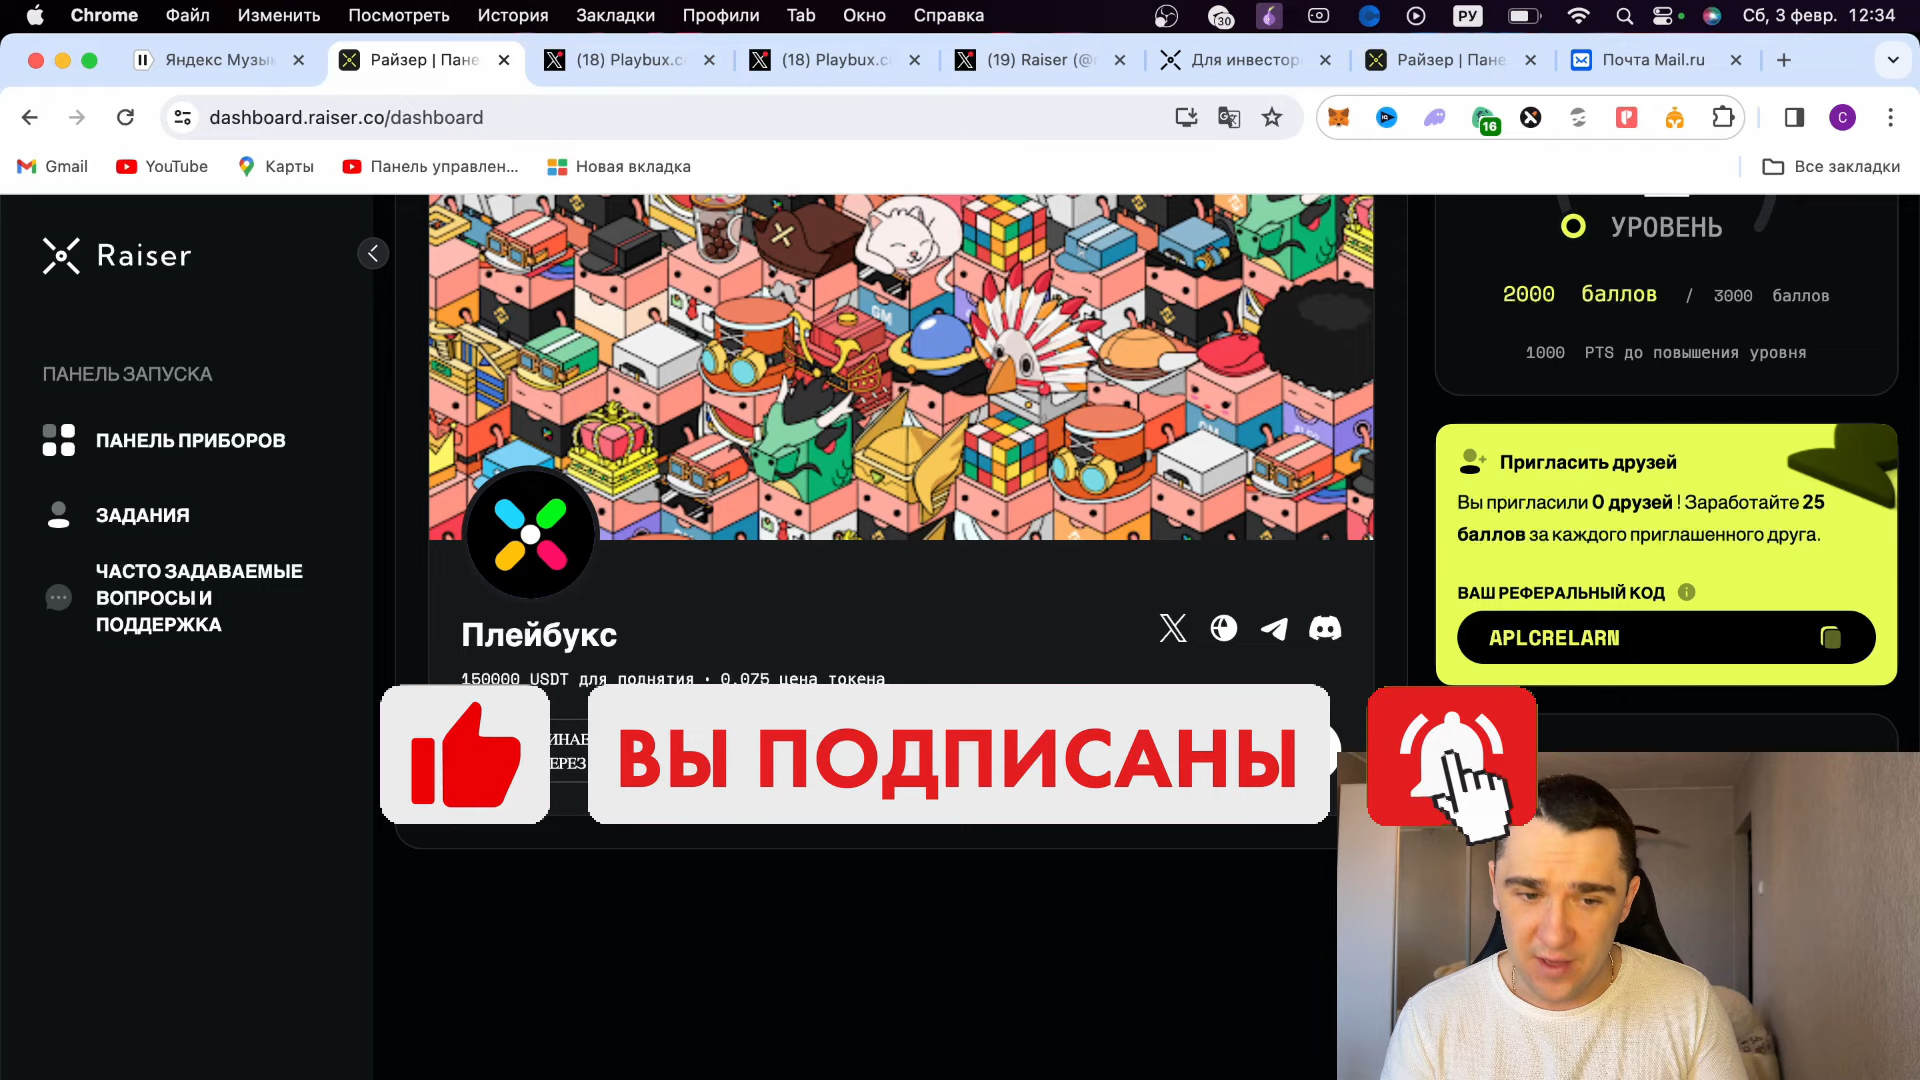 Chrome Файл Изменить Посмотреть История Закладки Профили Tab Окно Справка 30 РУ Сб, 3 февр. 12:34
Яндекс Музы Райзер | Пане (18) Playbux.c (18) Playbux.c (19) Raiser (@r Для инвестор Райзер | Пане Почта Mail.ru
dashboard.raiser.co/dashboard 16 C
Gmail YouTube Карты Панель управлен... Новая вкладка Все закладки
Raiser
ПАНЕЛЬ ЗАПУСКА
ПАНЕЛЬ ПРИБОРОВ
ЗАДАНИЯ
ЧАСТО ЗАДАВАЕМЫЕ
ВОПРОСЫ И
ПОДДЕРЖКА
GM
Плейбукс
150000 USDT для поднятия • 0.075 цена токена
ИНАЕ
ЕРЕЗ
ВЫ ПОДПИСАНЫ
УРОВЕНЬ
2000 баллов / 3000 баллов
1000 PTS до повышения уровня
Пригласить друзей
Вы пригласили 0 друзей ! Заработайте 25
баллов за каждого приглашенного друга.
ВАШ РЕФЕРАЛЬНЫЙ КОД
APLCRELARN